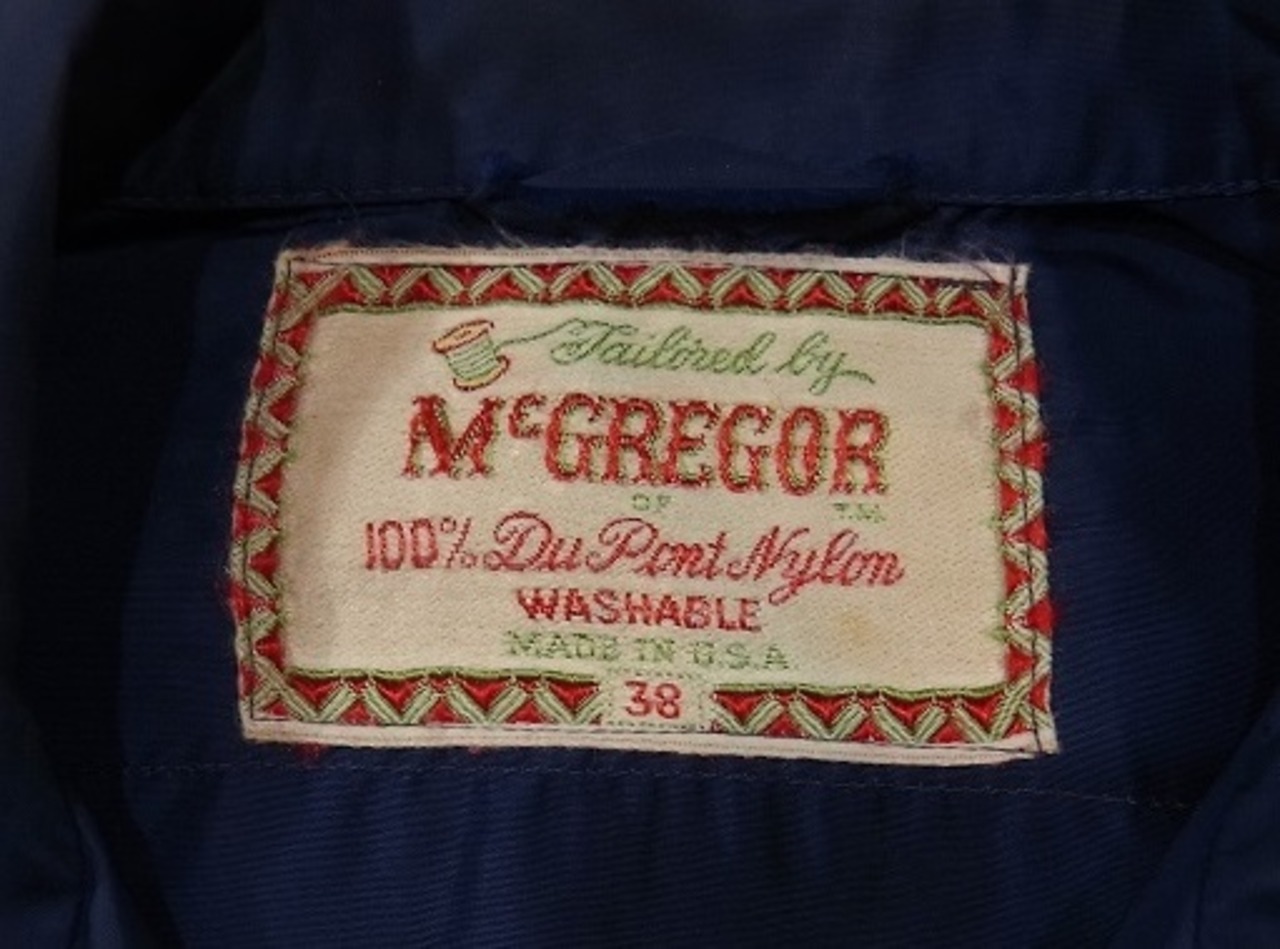 Tailored by
McGREGOR
OF T.M.
100% Du Pont Nylon
WASHABLE
MADE IN U.S.A.
38